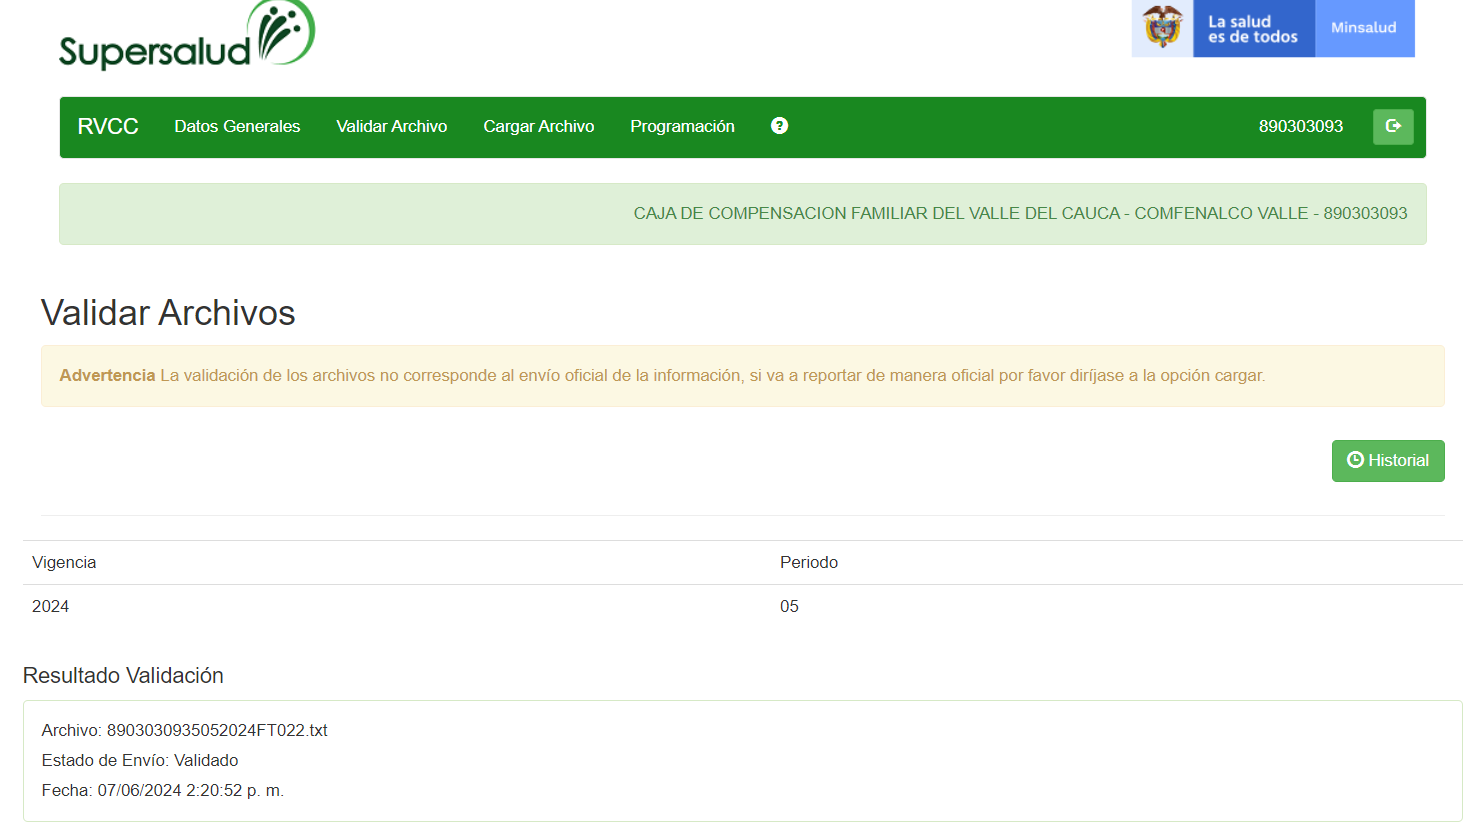 Supersalud
La salud
es de todos
Minsalud
RVCC Datos Generales Validar Archivo Cargar Archivo Programación ? 890303093
CAJA DE COMPENSACION FAMILIAR DEL VALLE DEL CAUCA - COMFENALCO VALLE - 890303093
Validar Archivos
Advertencia La validación de los archivos no corresponde al envío oficial de la información, si va a reportar de manera oficial por favor diríjase a la opción cargar.
Historial
Vigencia Periodo
2024 05
Resultado Validación
Archivo: 8903030935052024FT022.txt
Estado de Envío: Validado
Fecha: 07/06/2024 2:20:52 p. m.